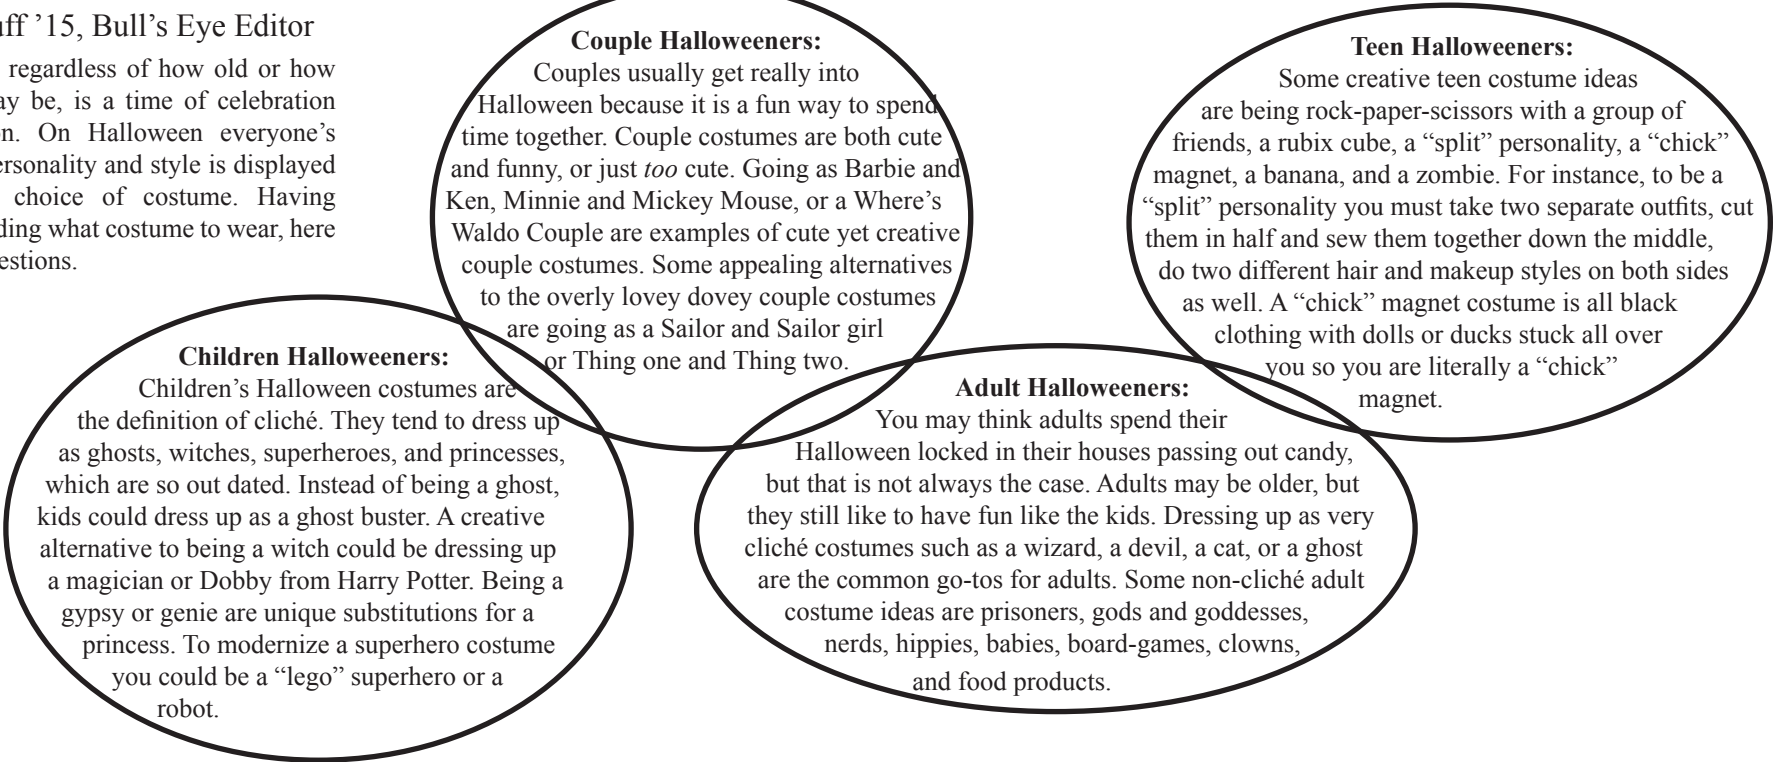 uff ’15, Bull’s Eye Editor
regardless of how old or how
ay be, is a time of celebration
on. On Halloween everyone’s
ersonality and style is displayed
choice of costume. Having
ding what costume to wear, here
estions.
Couple Halloweeners:
Couples usually get really into
Halloween because it is a fun way to spend
time together. Couple costumes are both cute
and funny, or just too cute. Going as Barbie and
Ken, Minnie and Mickey Mouse, or a Where’s
Waldo Couple are examples of cute yet creative
couple costumes. Some appealing alternatives
to the overly lovey dovey couple costumes
are going as a Sailor and Sailor girl
or Thing one and Thing two.
Teen Halloweeners:
Some creative teen costume ideas
are being rock-paper-scissors with a group of
friends, a rubix cube, a “split” personality, a “chick”
magnet, a banana, and a zombie. For instance, to be a
“split” personality you must take two separate outfits, cut
them in half and sew them together down the middle,
do two different hair and makeup styles on both sides
as well. A “chick” magnet costume is all black
clothing with dolls or ducks stuck all over
you so you are literally a “chick”
magnet.
Children Halloweeners:
Children’s Halloween costumes are
the definition of cliché. They tend to dress up
as ghosts, witches, superheroes, and princesses,
which are so out dated. Instead of being a ghost,
kids could dress up as a ghost buster. A creative
alternative to being a witch could be dressing up
a magician or Dobby from Harry Potter. Being a
gypsy or genie are unique substitutions for a
princess. To modernize a superhero costume
you could be a “lego” superhero or a
robot.
Adult Halloweeners:
You may think adults spend their
Halloween locked in their houses passing out candy,
but that is not always the case. Adults may be older, but
they still like to have fun like the kids. Dressing up as very
cliché costumes such as a wizard, a devil, a cat, or a ghost
are the common go-tos for adults. Some non-cliché adult
costume ideas are prisoners, gods and goddesses,
nerds, hippies, babies, board-games, clowns,
and food products.